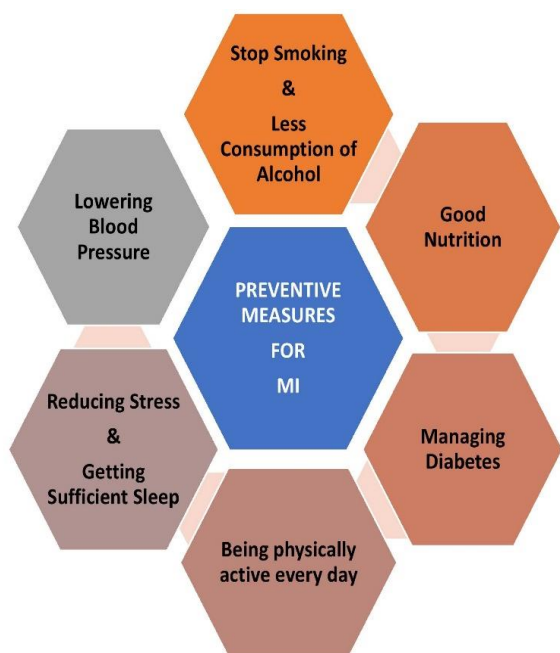 Stop Smoking
&
Less
Consumption of
Alcohol
Good
Nutrition
Managing
Diabetes
Being physically
active every day
Reducing Stress
&
Getting
Sufficient Sleep
Lowering
Blood
Pressure
PREVENTIVE
MEASURES
FOR
MI